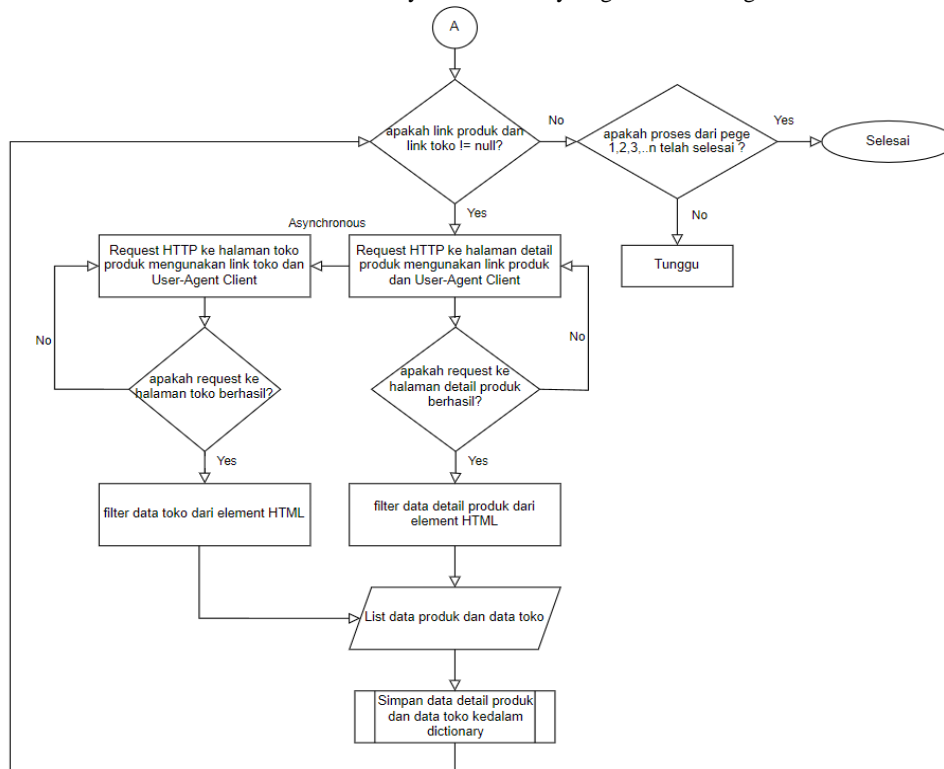 A
apakah link produk dan
link toko != null?
No
apakah proses dari pege
1,2,3,..n telah selesai ?
Yes
Selesai
Yes
No
Tunggu
Asynchronous
Request HTTP ke halaman toko
produk mengunakan link toko dan
User-Agent Client
Request HTTP ke halaman detail
produk mengunakan link produk
dan User-Agent Client
No
No
apakah request ke
halaman toko berhasil?
apakah request ke
halaman detail produk
berhasil?
Yes
Yes
filter data toko dari element HTML
filter data detail produk dari
element HTML
List data produk dan data toko
Simpan data detail produk
dan data toko kedalam
dictionary